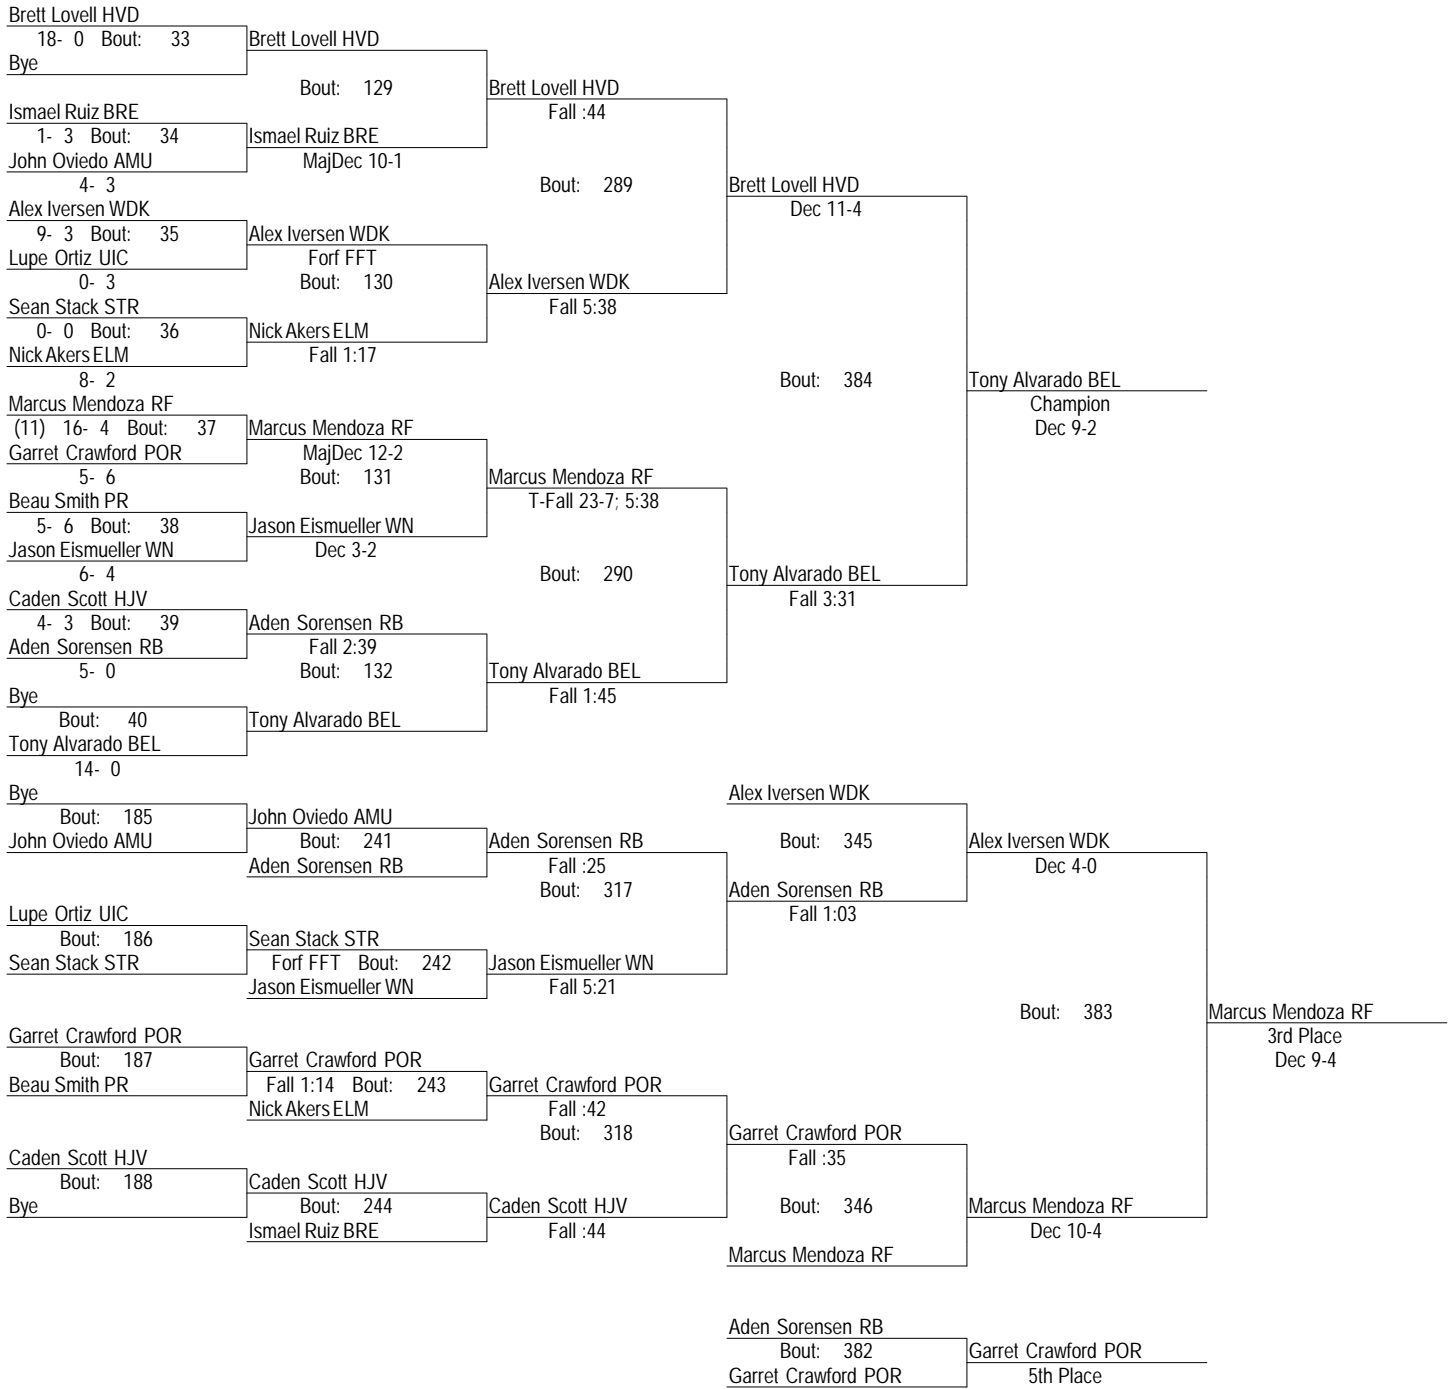 Brett Lovell HVD
18- 0 Bout: 33 Brett Lovell HVD
Bye
Bout: 129 Brett Lovell HVD
Ismael Ruiz BRE Fall :44
1- 3 Bout: 34 Ismael Ruiz BRE
John Oviedo AMU MajDec 10-1
4- 3 Bout: 289 Brett Lovell HVD
Alex Iversen WDK Dec 11-4
9- 3 Bout: 35 Alex Iversen WDK
Lupe Ortiz UIC Forf FFT
0- 3 Bout: 130 Alex Iversen WDK
Sean Stack STR Fall 5:38
0- 0 Bout: 36 Nick Akers ELM
Nick Akers ELM Fall 1:17
8- 2 Bout: 384 Tony Alvarado BEL
Marcus Mendoza RF Champion
(11) 16- 4 Bout: 37 Marcus Mendoza RF Dec 9-2
Garret Crawford POR MajDec 12-2
5- 6 Bout: 131 Marcus Mendoza RF
Beau Smith PR T-Fall 23-7; 5:38
5- 6 Bout: 38 Jason Eismueller WN
Jason Eismueller WN Dec 3-2
6- 4 Bout: 290 Tony Alvarado BEL
Caden Scott HJV Fall 3:31
4- 3 Bout: 39 Aden Sorensen RB
Aden Sorensen RB Fall 2:39
5- 0 Bout: 132 Tony Alvarado BEL
Bye Fall 1:45
Bout: 40 Tony Alvarado BEL
Tony Alvarado BEL
14- 0
Bye Alex Iversen WDK
Bout: 185 John Oviedo AMU
John Oviedo AMU Bout: 241 Aden Sorensen RB Bout: 345 Alex Iversen WDK
Aden Sorensen RB Fall :25 Dec 4-0
Bout: 317 Aden Sorensen RB
Lupe Ortiz UIC Fall 1:03
Bout: 186 Sean Stack STR
Sean Stack STR Forf FFT Bout: 242 Jason Eismueller WN
Jason Eismueller WN Fall 5:21
Bout: 383 Marcus Mendoza RF
Garret Crawford POR 3rd Place
Bout: 187 Garret Crawford POR Dec 9-4
Beau Smith PR Fall 1:14 Bout: 243 Garret Crawford POR
Nick Akers ELM Fall :42
Bout: 318 Garret Crawford POR
Caden Scott HJV Fall :35
Bout: 188 Caden Scott HJV
Bye Bout: 244 Caden Scott HJV Bout: 346 Marcus Mendoza RF
Ismael Ruiz BRE Fall :44 Dec 10-4
Marcus Mendoza RF
Aden Sorensen RB
Bout: 382 Garret Crawford POR
Garret Crawford POR 5th Place